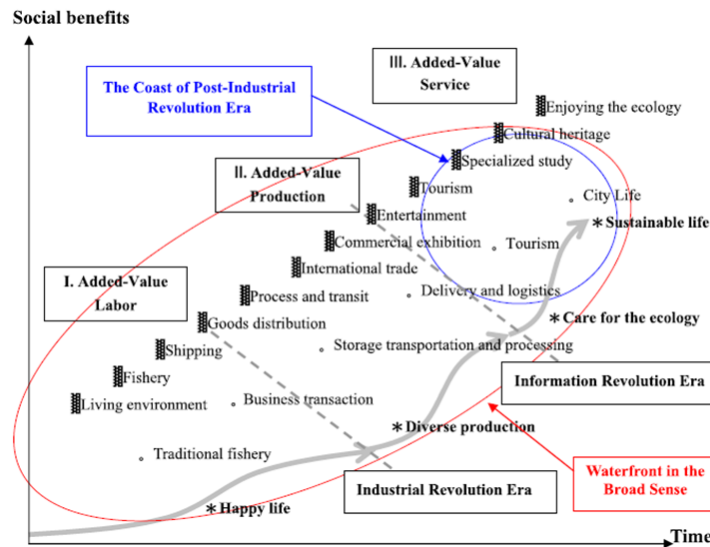 Social benefits
III. Added-Value
Service
The Coast of Post-Industrial
Revolution Era
Enjoying the ecology
Cultural heritage
Specialized study
II. Added-Value
Production
Tourism
City Life
Entertainment
* Sustainable life
Commercial exhibition
Tourism
International trade
I. Added-Value
Labor
Process and transit
Delivery and logistics
Goods distribution
* Care for the ecology
Shipping
Storage transportation and processing
Fishery
Information Revolution Era
Living environment
Business transaction
* Diverse production
Traditional fishery
Waterfront in the
Broad Sense
Industrial Revolution Era
* Happy life
Time